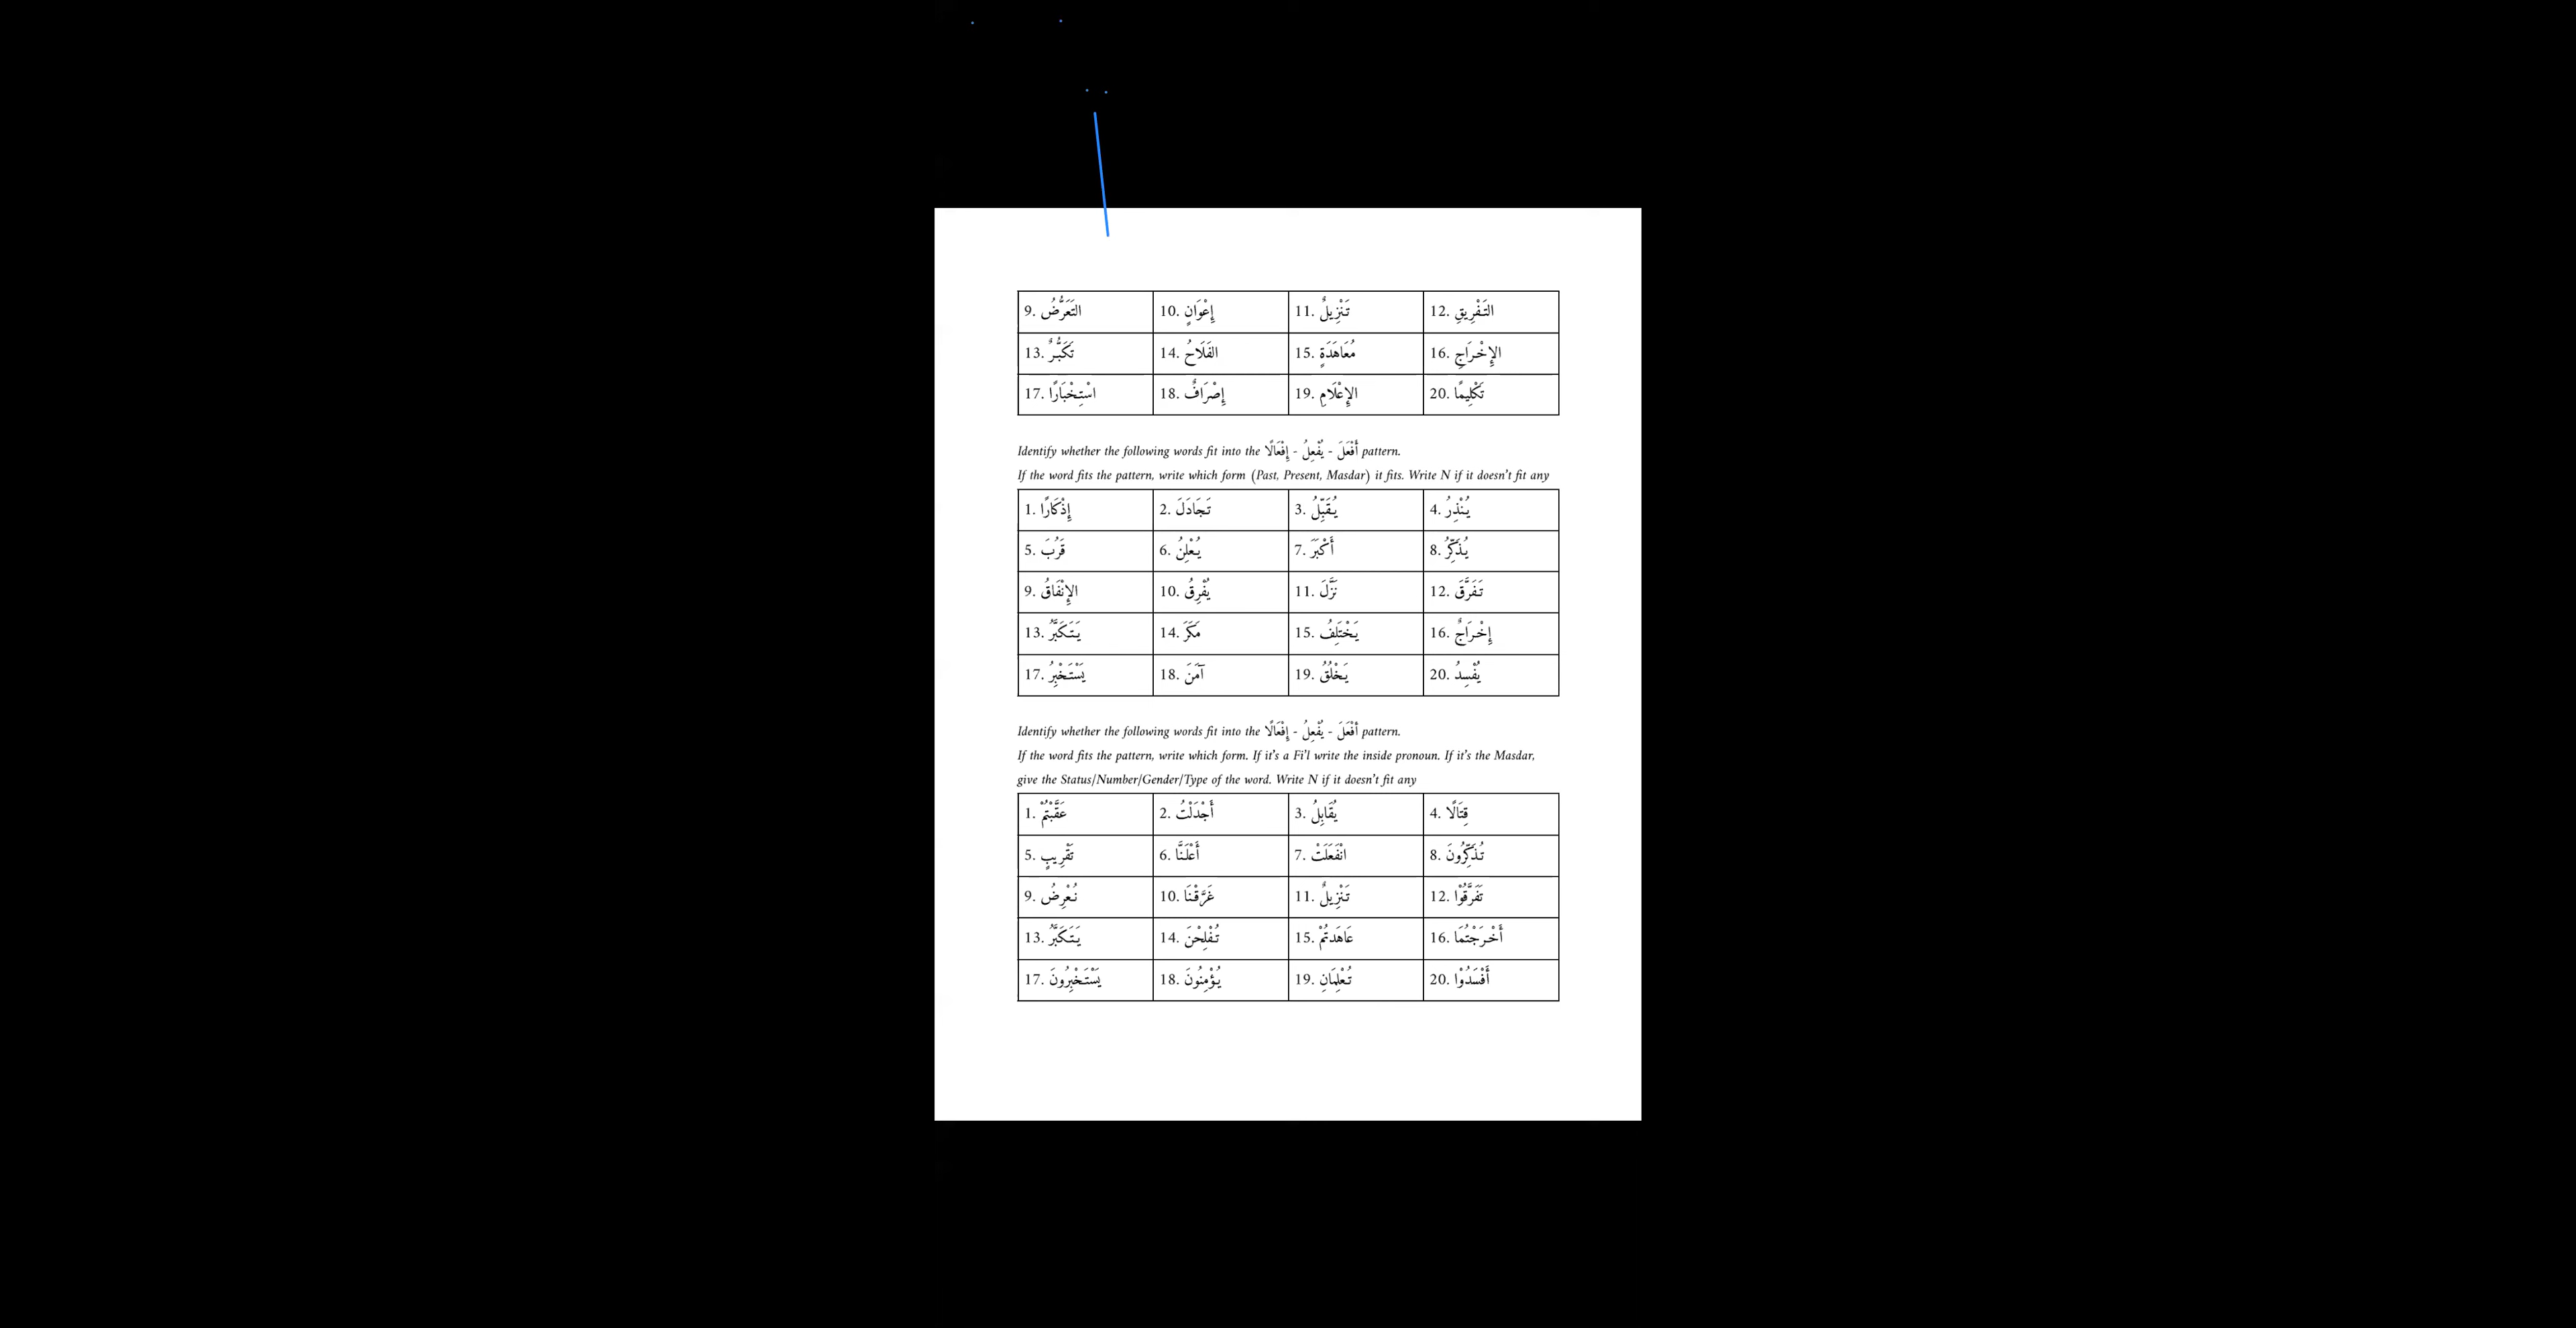 9. التَعَرُّضُ 10. إِعْوَانٍ 11. تَنْزِيلٌ 12. التَفْرِيقِ
13. تَكَبُّرٌ 14. الفَلَاحُ 15. مُعَاهَدَةٍ 16. الإِخْرَاجِ
17. اسْتِخْبَارًا 18. إِصْرَافٌ 19. الإِعْلَامِ 20. تَكْلِيمًا
Identify whether the following words fit into the أَفْعَلَ - يُفْعِلُ - إِفْعَالًا pattern.
If the word fits the pattern, write which form (Past, Present, Masdar) it fits. Write N if it doesn't fit any
1. إِذْكَارًا 2. تَجَادَلَ 3. يُقَبِّلُ 4. يُنْذِرُ
5. قَرُبَ 6. يُعْلِنُ 7. أَكْبَرَ 8. يُذَكِّرُ
9. الإِنْفَاقُ 10. يُفْرِقُ 11. نَزَّلَ 12. تَفَرَّقَ
13. يَتَكَبَّرُ 14. مَكَرَ 15. يَخْتَلِفُ 16. إِخْرَاجٌ
17. يَسْتَخْبِرُ 18. آمَنَ 19. يَخْلُقُ 20. يُفْسِدُ
Identify whether the following words fit into the أَفْعَلَ - يُفْعِلُ - إِفْعَالًا pattern.
If the word fits the pattern, write which form. If it's a Fi'l write the inside pronoun. If it's the Masdar,
give the Status/Number/Gender/Type of the word. Write N if it doesn't fit any
1. عَقَّبْتُمْ 2. أَجْدَلْتُ 3. يُقَابِلُ 4. قِتَالًا
5. تَقْرِيبٍ 6. أَعْلَنَّا 7. انْفَعَلَتْ 8. تُذَكِّرُونَ
9. نُعْرِضُ 10. غَرَّقْنَا 11. تَنْزِيلٌ 12. تَفَرَّقُوْا
13. يَتَكَبَّرُ 14. تُفْلِحْنَ 15. عَاهَدتُمْ 16. أَخْرَجْتُمَا
17. يَسْتَخْبِرُونَ 18. يُؤْمِنُونَ 19. تُعْلِمَانِ 20. أَفْسَدُوْا